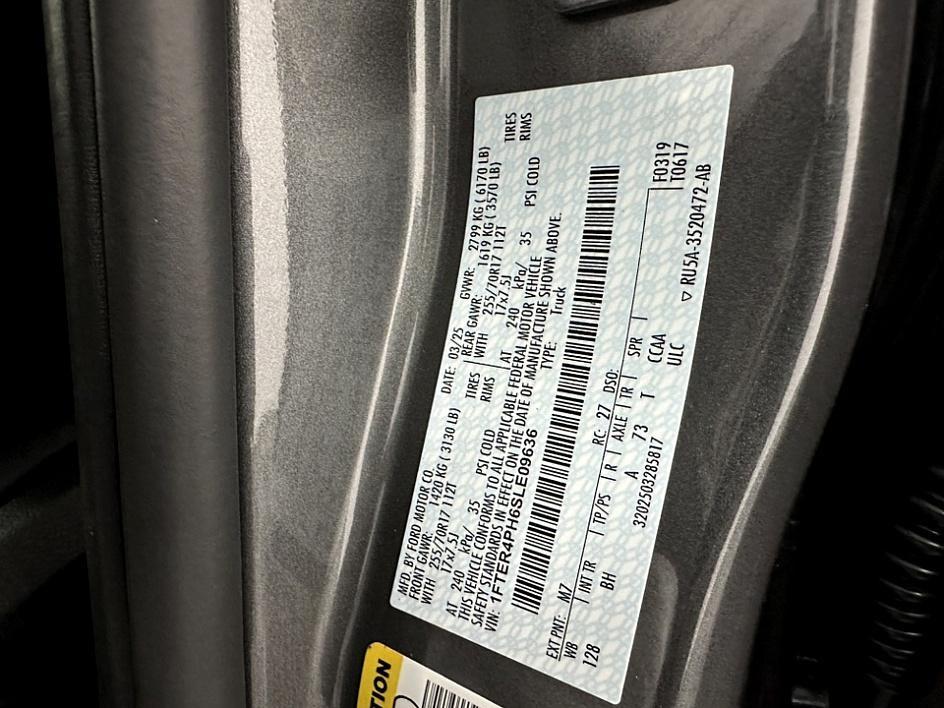 MFD. BY FORD MOTOR CO.
DATE: 03/25
GVWR: 2799 KG ( 6170 LB)
FRONT GAWR: 1420 KG ( 3130 LB)
REAR GAWR: 1619 KG ( 3570 LB)
WITH 255/70R17 112T TIRES
WITH 255/70R17 112T TIRES
17x7.5J RIMS
17x7.5J RIMS
AT 240 kPa/ 35 PSI COLD
AT 240 kPa/ 35 PSI COLD
THIS VEHICLE CONFORMS TO ALL APPLICABLE FEDERAL MOTOR VEHICLE
SAFETY STANDARDS IN EFFECT ON THE DATE OF MANUFACTURE SHOWN ABOVE.
VIN: 1FTER4PH6SLE09636
TYPE: Truck
EXT PNT: M7
RC: 27 DSO:
F0319
WB INT TR TP/PS R AXLE TR SPR
T0617
128 BH A 73 T CCAA
3202503285817
ULC
▽ RU5A-3520472-AB
TION